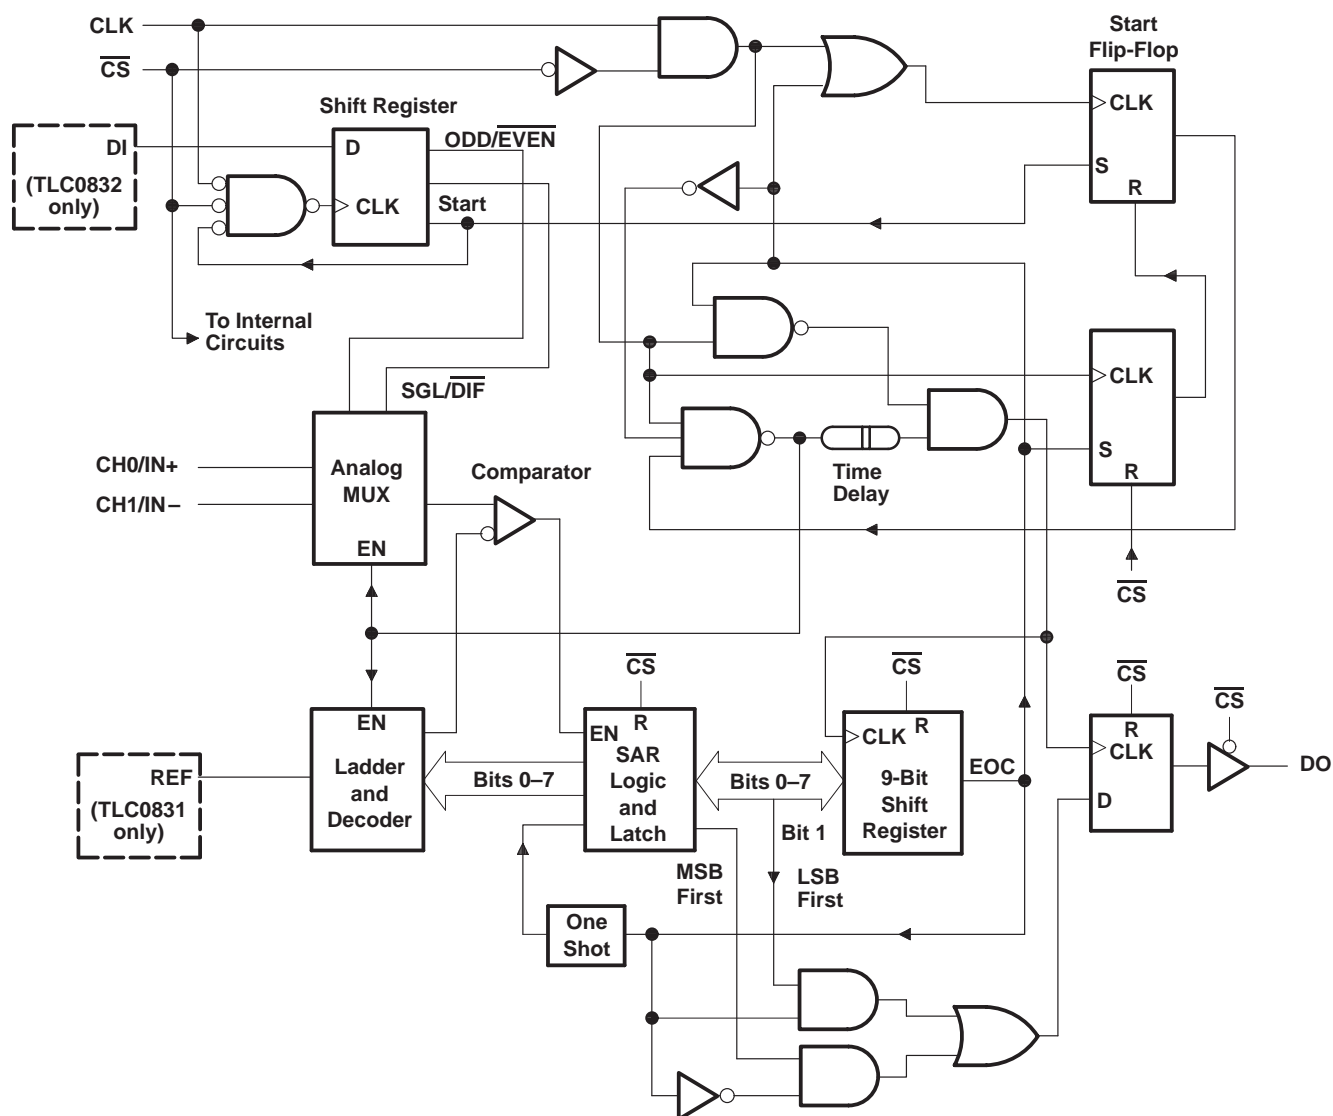 CLK
CS
Start
Flip-Flop
CLK
S
R
Shift Register
ODD/EVEN
D
CLK
Start
DI
(TLC0832
only)
To Internal
Circuits
SGL/DIF
CLK
S
R
CS
CH0/IN+
CH1/IN–
Analog
MUX
EN
Comparator
Time
Delay
CS
CS
CS
CS
REF
(TLC0831
only)
EN
Ladder
and
Decoder
Bits 0–7
R
EN
SAR
Logic
and
Latch
Bits 0–7
R
CLK
9-Bit
Shift
Register
EOC
R
CLK
D
DO
Bit 1
MSB
First
LSB
First
One
Shot